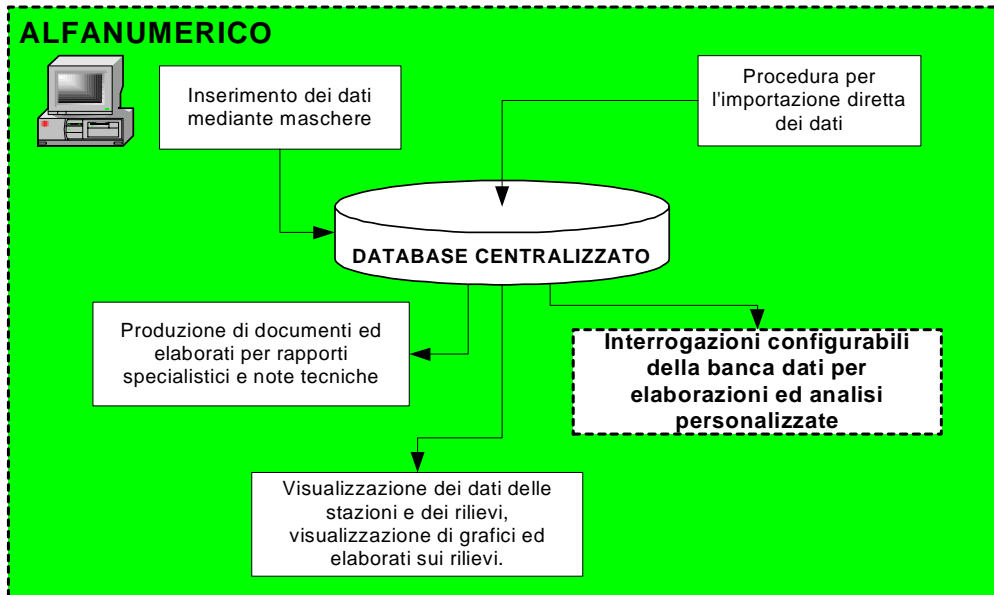 ALFANUMERICO
Inserimento dei dati
mediante maschere
Procedura per
l'importazione diretta
dei dati
DATABASE CENTRALIZZATO
Produzione di documenti ed
elaborati per rapporti
specialistici e note tecniche
Interrogazioni configurabili
della banca dati per
elaborazioni ed analisi
personalizzate
Visualizzazione dei dati delle
stazioni e dei rilievi,
visualizzazione di grafici ed
elaborati sui rilievi.